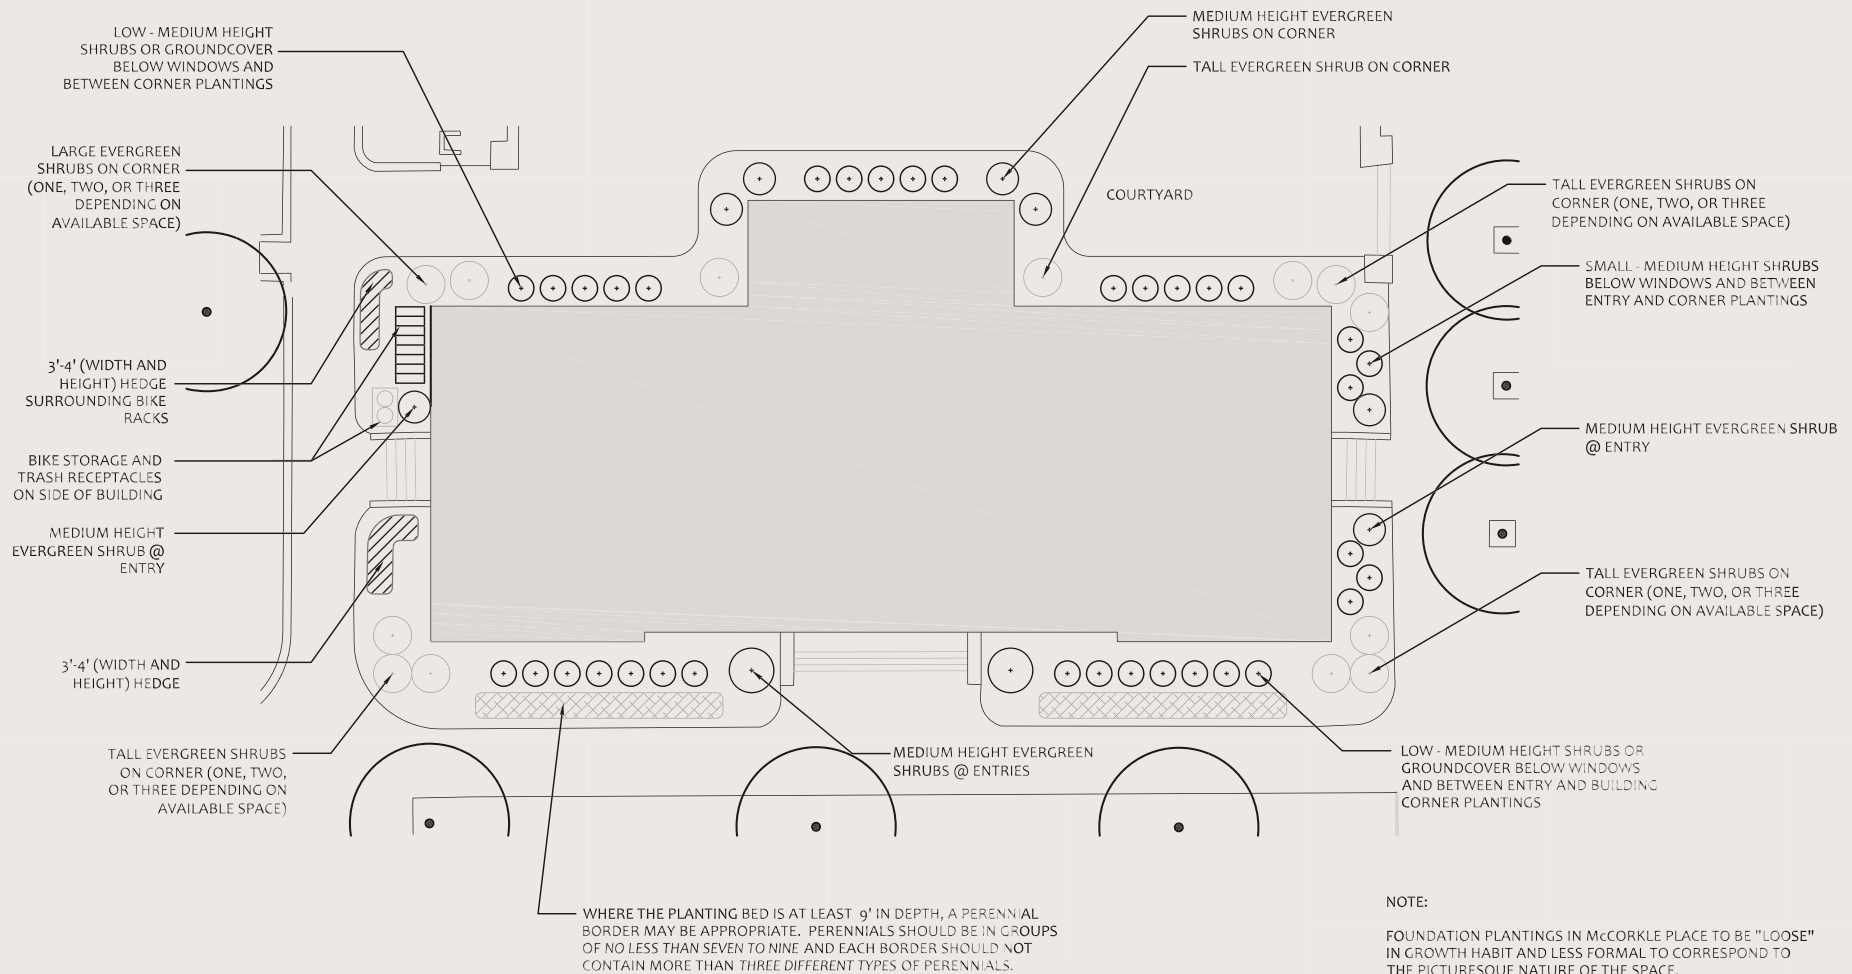 LOW - MEDIUM HEIGHT
SHRUBS OR GROUNDCOVER
BELOW WINDOWS AND
BETWEEN CORNER PLANTINGS
MEDIUM HEIGHT EVERGREEN
SHRUBS ON CORNER
TALL EVERGREEN SHRUB ON CORNER
LARGE EVERGREEN
SHRUBS ON CORNER
(ONE, TWO, OR THREE
DEPENDING ON
AVAILABLE SPACE)
COURTYARD
TALL EVERGREEN SHRUBS ON
CORNER (ONE, TWO, OR THREE
DEPENDING ON AVAILABLE SPACE)
SMALL - MEDIUM HEIGHT SHRUBS
BELOW WINDOWS AND BETWEEN
ENTRY AND CORNER PLANTINGS
3'-4' (WIDTH AND
HEIGHT) HEDGE
SURROUNDING BIKE
RACKS
MEDIUM HEIGHT EVERGREEN SHRUB
@ ENTRY
BIKE STORAGE AND
TRASH RECEPTACLES
ON SIDE OF BUILDING
MEDIUM HEIGHT
EVERGREEN SHRUB @
ENTRY
TALL EVERGREEN SHRUBS ON
CORNER (ONE, TWO, OR THREE
DEPENDING ON AVAILABLE SPACE)
3'-4' (WIDTH AND
HEIGHT) HEDGE
TALL EVERGREEN SHRUBS
ON CORNER (ONE, TWO,
OR THREE DEPENDING ON
AVAILABLE SPACE)
MEDIUM HEIGHT EVERGREEN
SHRUBS @ ENTRIES
LOW - MEDIUM HEIGHT SHRUBS OR
GROUNDCOVER BELOW WINDOWS
AND BETWEEN ENTRY AND BUILDING
CORNER PLANTINGS
WHERE THE PLANTING BED IS AT LEAST 9' IN DEPTH, A PERENNIAL
BORDER MAY BE APPROPRIATE. PERENNIALS SHOULD BE IN GROUPS
OF NO LESS THAN SEVEN TO NINE AND EACH BORDER SHOULD NOT
CONTAIN MORE THAN THREE DIFFERENT TYPES OF PERENNIALS.
NOTE:
FOUNDATION PLANTINGS IN McCORKLE PLACE TO BE "LOOSE"
IN GROWTH HABIT AND LESS FORMAL TO CORRESPOND TO
THE PICTURESQUE NATURE OF THE SPACE.